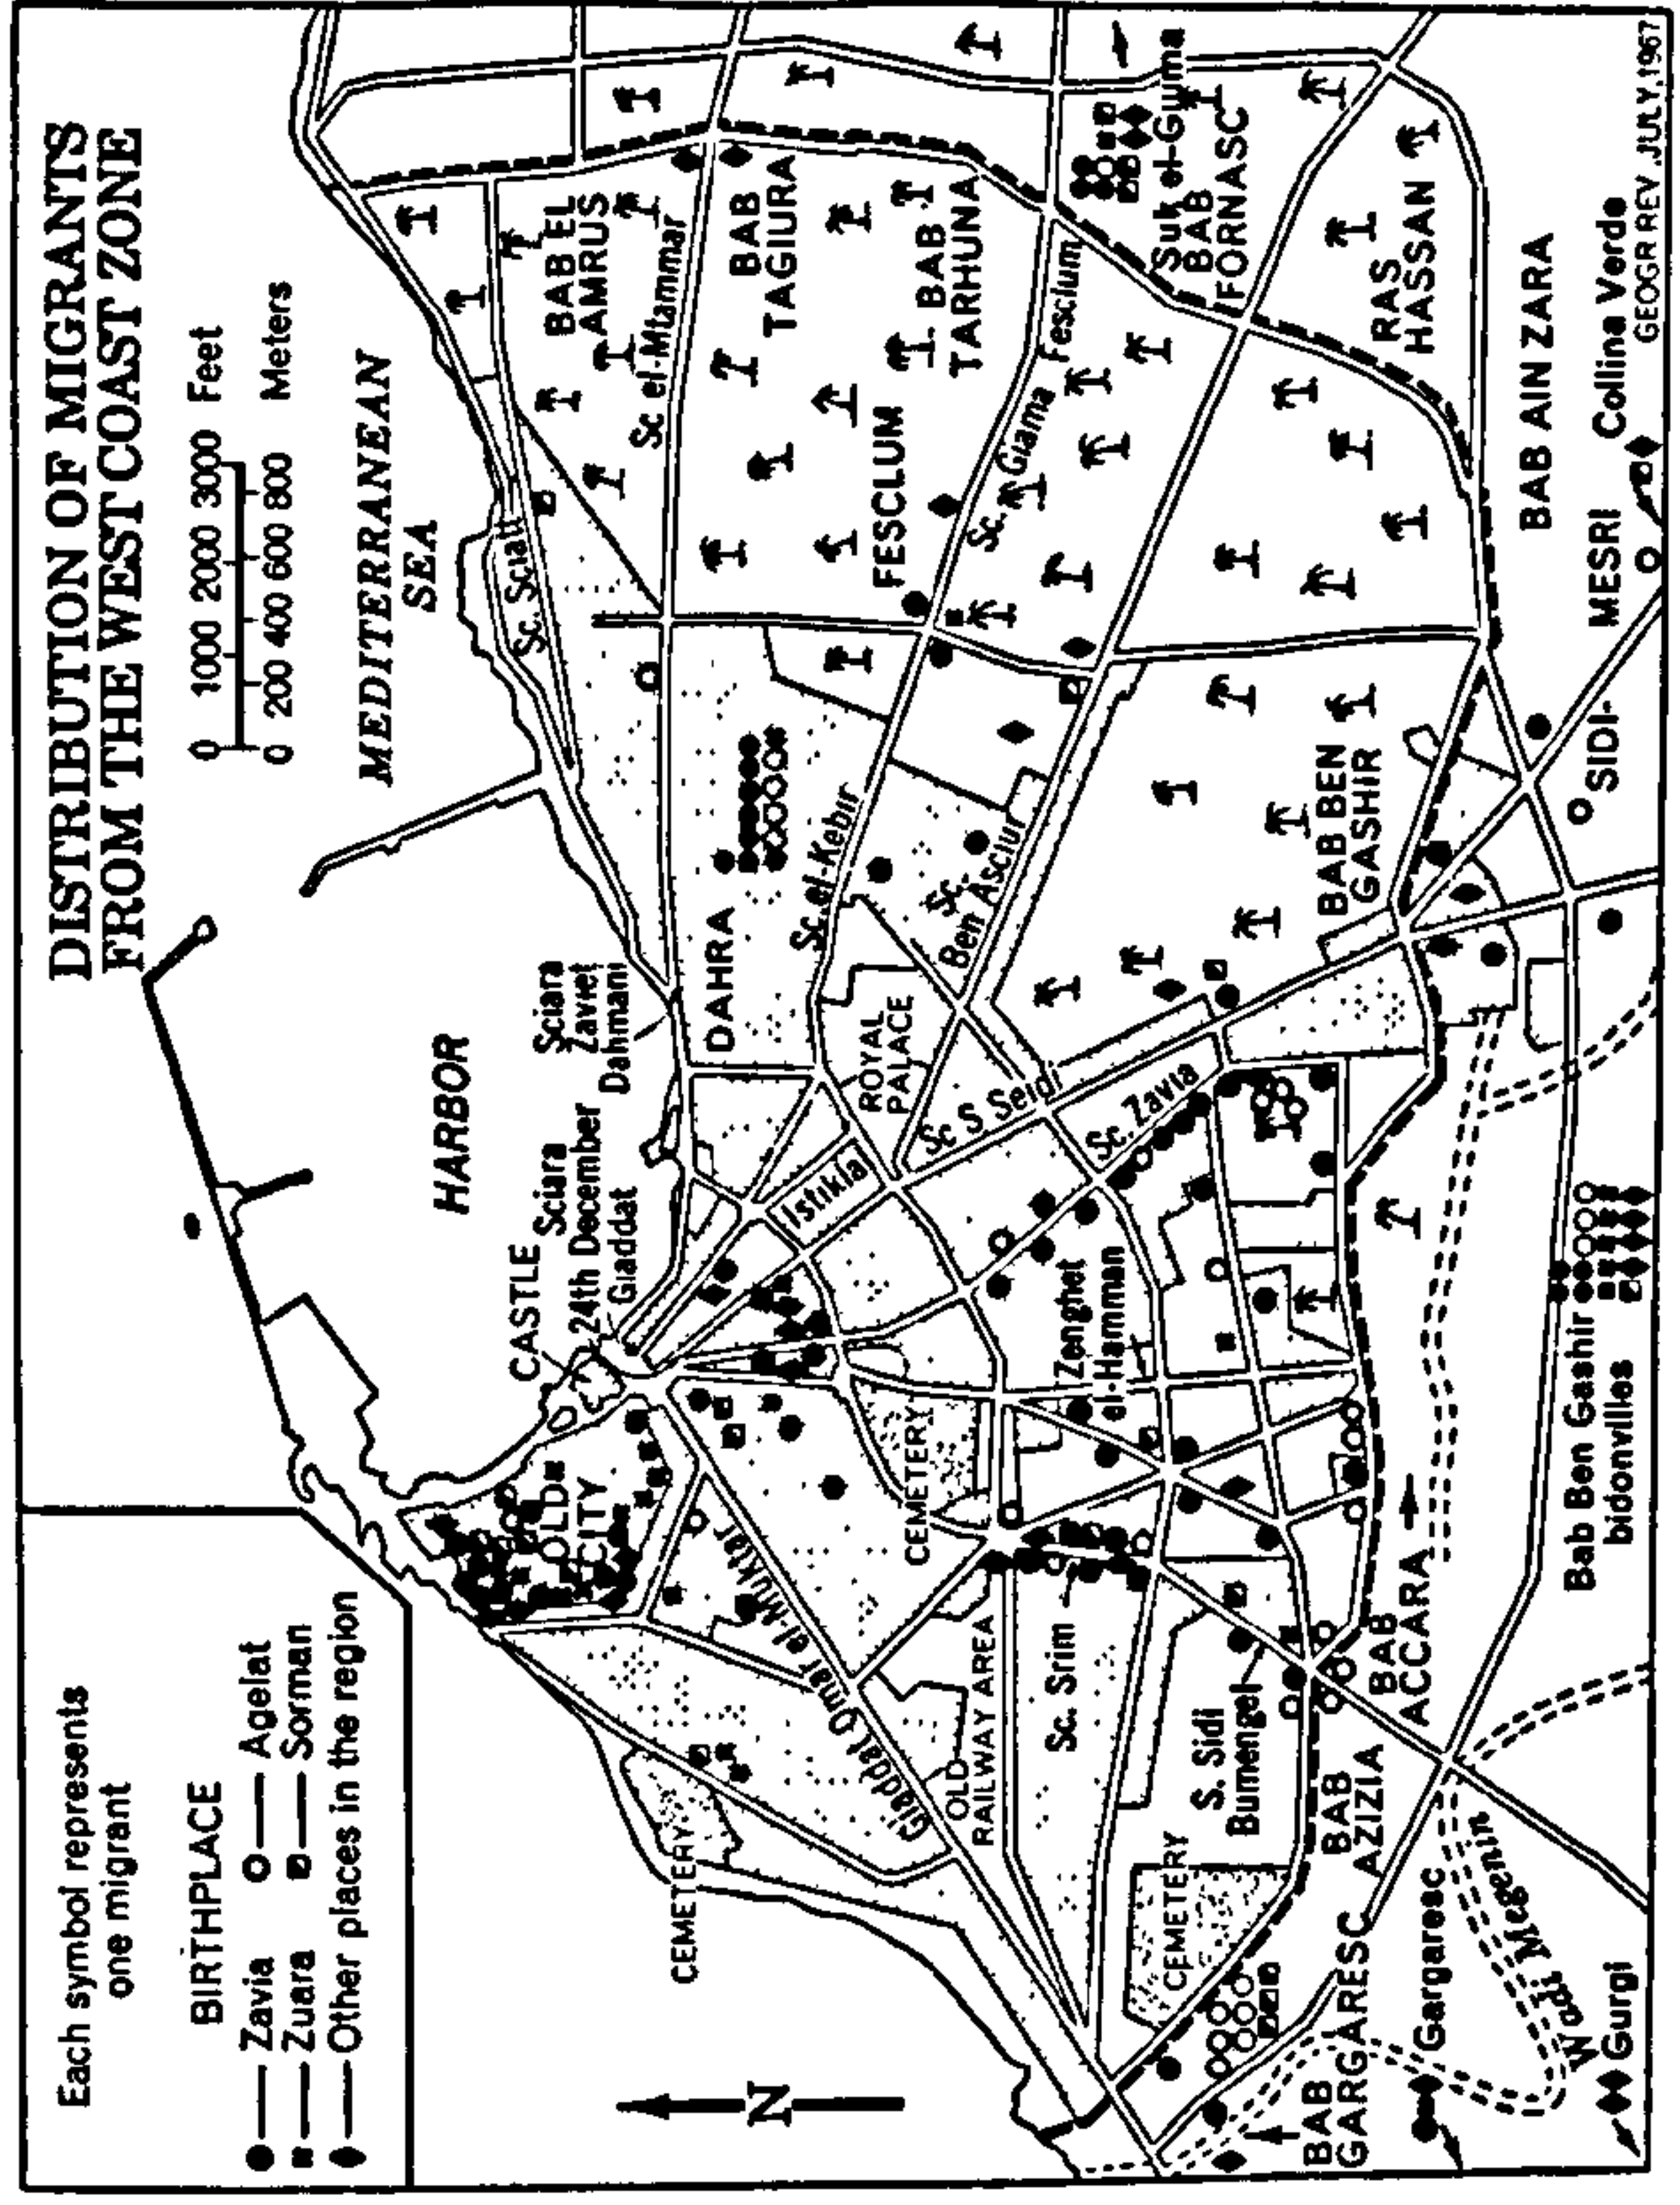 DISTRIBUTION OF MIGRANTS
FROM THE WEST COAST ZONE
0 1000 2000 3000 Feet
0 200 400 600 800 Meters
Each symbol represents
one migrant
BIRTHPLACE
Zavia
Agelat
Zuara
Sorman
Other places in the region
N
MEDITERRANEAN
SEA
HARBOR
CASTLE
Sciara
24th December
Giaddat
Sciara
Zaviet
Dahmani
OLD
CITY
CEMETERY
Giaddat Omar el-Muktar
Istikla
DAHRA
Sc. Sciatt
BAB EL
AMRUS
Sc el-Mtammar
BAB
TAGIURA
BAB
TARHUNA
FESCLUM
Sc. el-Kebir
ROYAL
PALACE
Sc.
Ben Asciur
Sc. Giama Fesclum
Suk el-Giuma
BAB
FORNASC
CEMETERY
OLD
RAILWAY AREA
Sc. Srim
Zenghet
el-Hamman
Sc S Seidi
Sc. Zavia
CEMETERY
S. Sidi
Bumengel
BAB BEN
GASHIR
RAS
HASSAN
BAB
GARGARESC
BAB
AZIZIA
BAB
ACCARA
BAB AIN ZARA
Gargaresc
Wadi Megenin
Gurgi
Bab Ben Gashir
bidonvilles
SIDI-
MESRI
Collina Verde
GEOGR REV, JULY, 1967